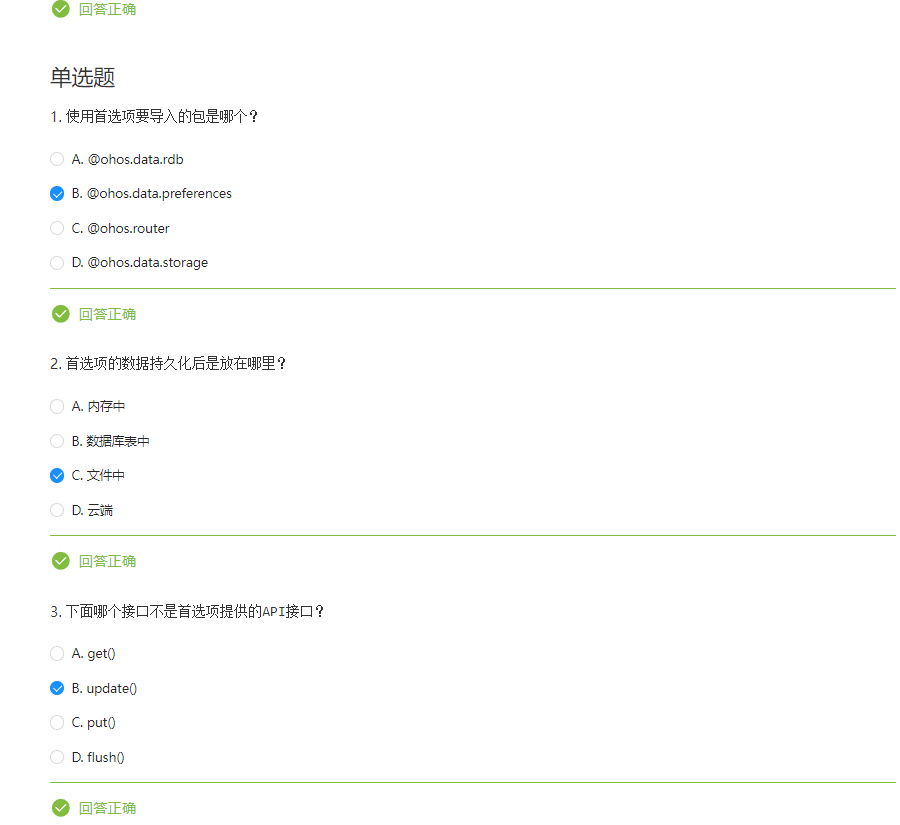 回答正确
单选题
1. 使用首选项要导入的包是哪个？
A. @ohos.data.rdb
B. @ohos.data.preferences
C. @ohos.router
D. @ohos.data.storage
回答正确
2. 首选项的数据持久化后是放在哪里？
A. 内存中
B. 数据库表中
C. 文件中
D. 云端
回答正确
3. 下面哪个接口不是首选项提供的API接口？
A. get()
B. update()
C. put()
D. flush()
回答正确